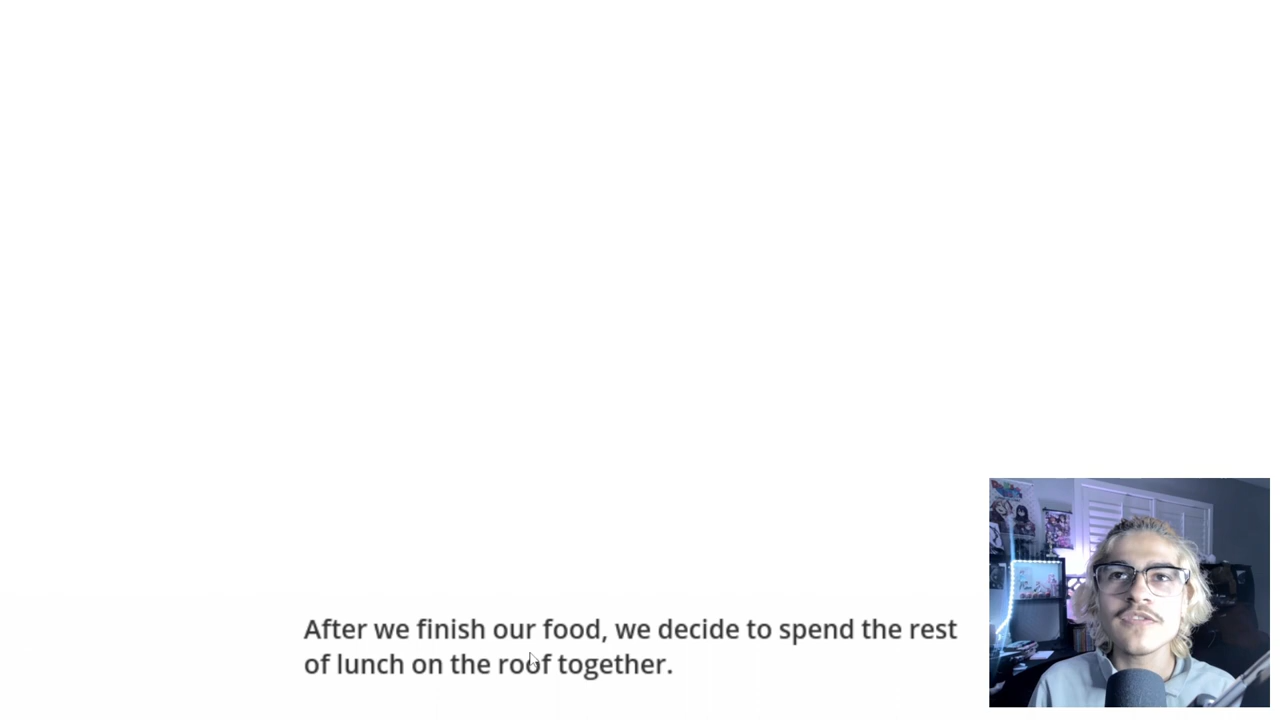 After we finish our food, we decide to spend the rest
of lunch on the roof together.